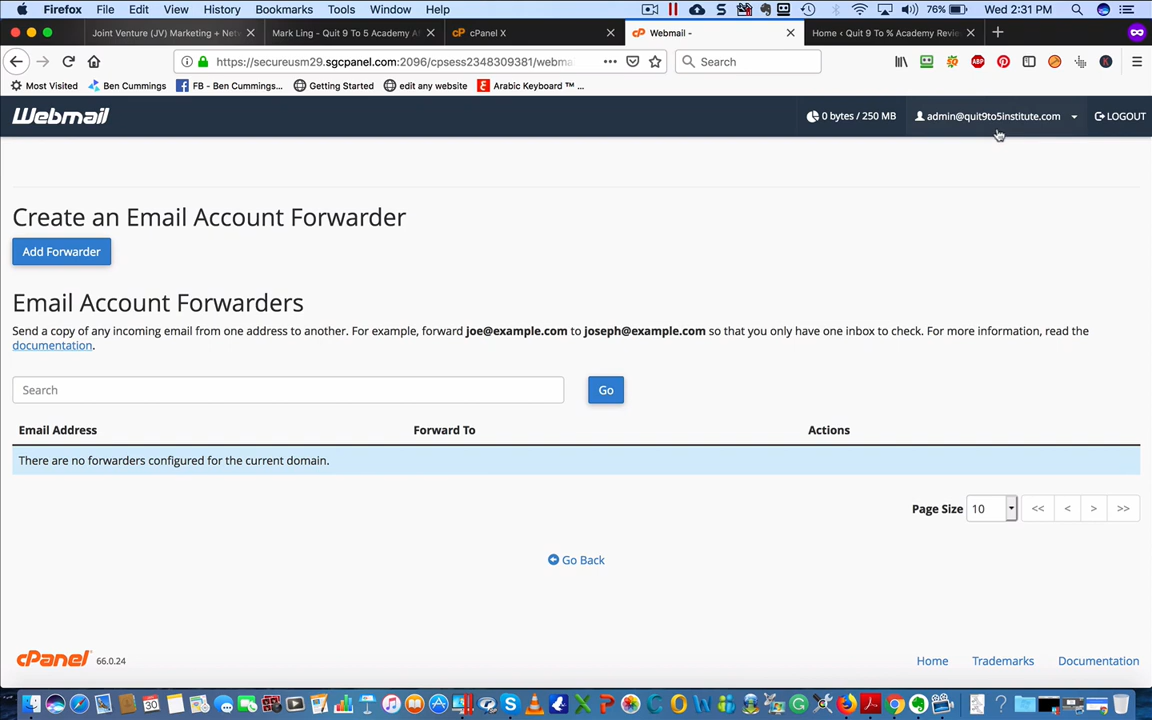 Firefox File Edit View History Bookmarks Tools Window Help 76% Wed 2:31 PM
Joint Venture (JV) Marketing + Netw Mark Ling - Quit 9 To 5 Academy A cPanel X Webmail - Home ‹ Quit 9 To % Academy Revie
https://secureusm29.sgcpanel.com:2096/cpsess2348309381/webma Search
Most Visited Ben Cummings FB - Ben Cummings... Getting Started edit any website Arabic Keyboard ™ ...
Webmail 0 bytes / 250 MB admin@quit9to5institute.com LOGOUT
Create an Email Account Forwarder
Add Forwarder
Email Account Forwarders
Send a copy of any incoming email from one address to another. For example, forward joe@example.com to joseph@example.com so that you only have one inbox to check. For more information, read the
documentation.
Search Go
Email Address Forward To Actions
There are no forwarders configured for the current domain.
Page Size 10 << < > >>
Go Back
cPanel 66.0.24 Home Trademarks Documentation